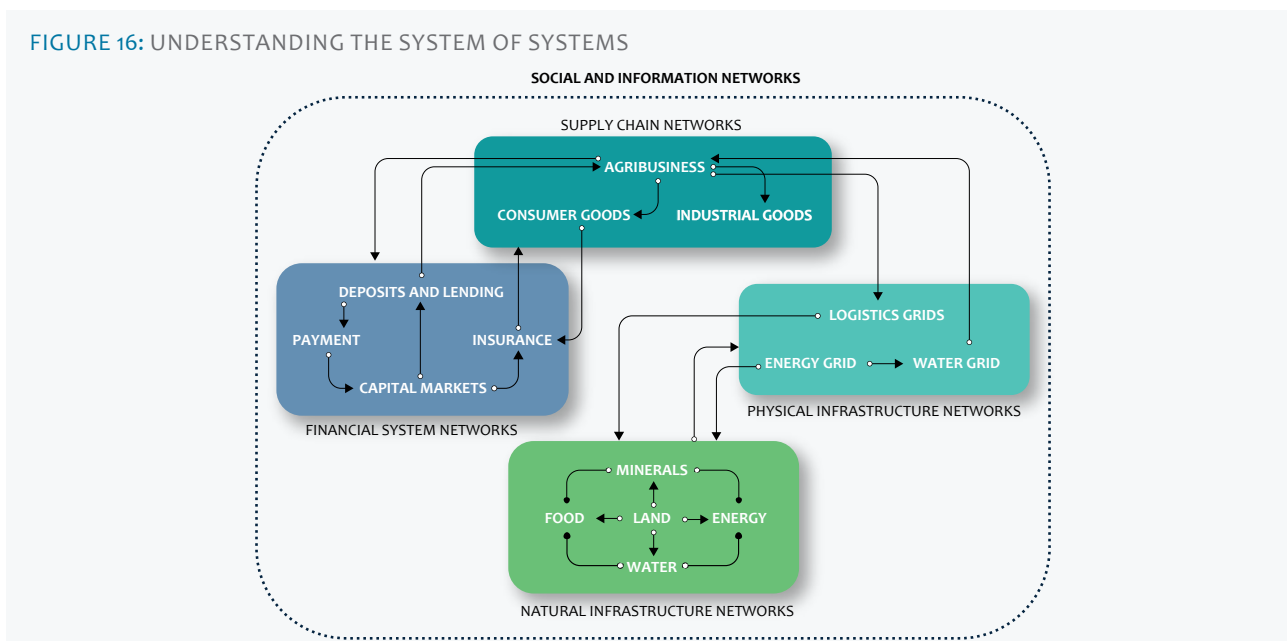 FIGURE 16: UNDERSTANDING THE SYSTEM OF SYSTEMS
SOCIAL AND INFORMATION NETWORKS
SUPPLY CHAIN NETWORKS
AGRIBUSINESS
CONSUMER GOODS
INDUSTRIAL GOODS
DEPOSITS AND LENDING
PAYMENT
INSURANCE
CAPITAL MARKETS
FINANCIAL SYSTEM NETWORKS
LOGISTICS GRIDS
ENERGY GRID
WATER GRID
PHYSICAL INFRASTRUCTURE NETWORKS
MINERALS
FOOD
LAND
ENERGY
WATER
NATURAL INFRASTRUCTURE NETWORKS